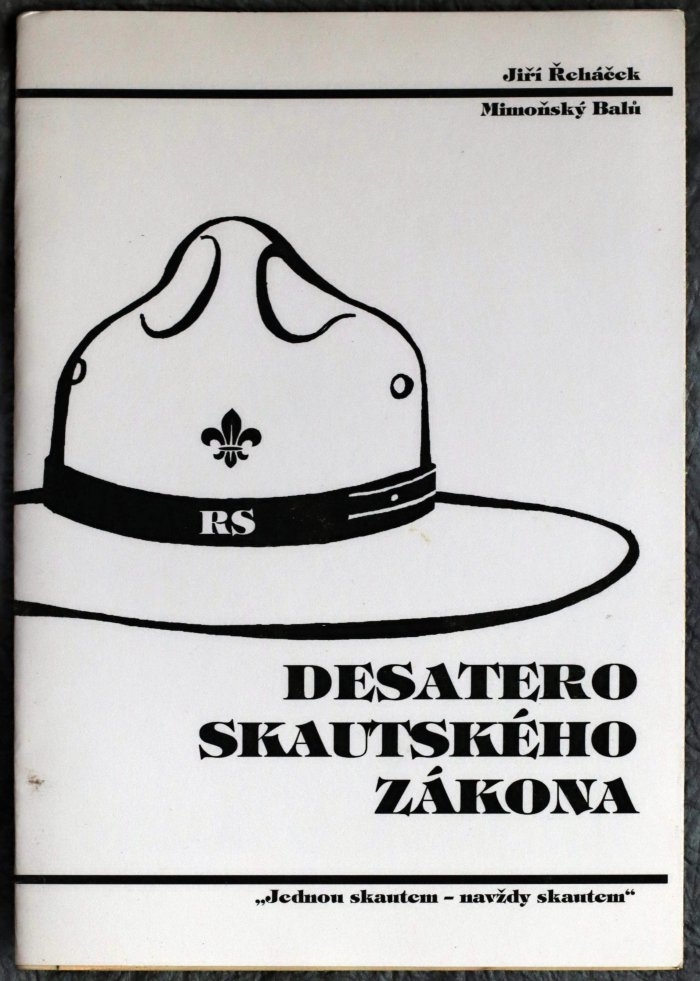 Jiří Řeháček
Mimoňský Balů
RS
DESATERO
SKAUTSKÉHO
ZÁKONA
„Jednou skautem – navždy skautem“